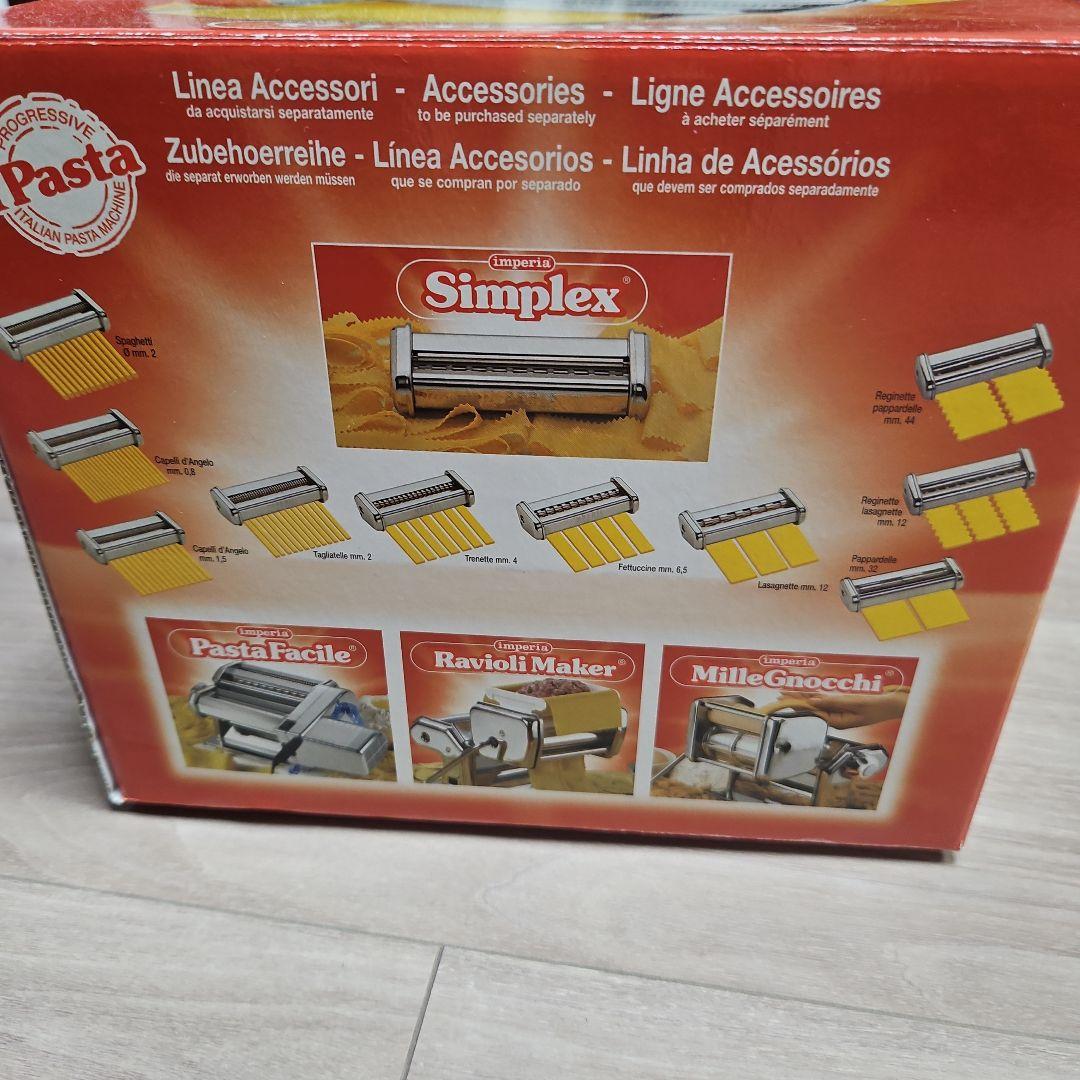 Linea Accessori - Accessories - Ligne Accessoires
da acquistarsi separatamente to be purchased separately à acheter séparément
Zubehoerreihe - Línea Accesorios - Linha de Acessórios
die separat erworben werden müssen que se compran por separado que devem ser comprados separadamente
PROGRESSIVE
Pasta
ITALIAN PASTA MACHINE
imperia
Simplex®
Spaghetti
Ø mm. 2
Capelli d'Angelo
mm. 0,8
Capelli d'Angelo
mm. 1,5
Tagliatelle mm. 2
Trenette mm. 4
Fettuccine mm. 6,5
Lasagnette mm. 12
Reginette
pappardelle
mm. 44
Reginette
lasagnette
mm. 12
Pappardelle
mm. 32
imperia
PastaFacile®
imperia
Ravioli Maker®
imperia
MilleGnocchi®